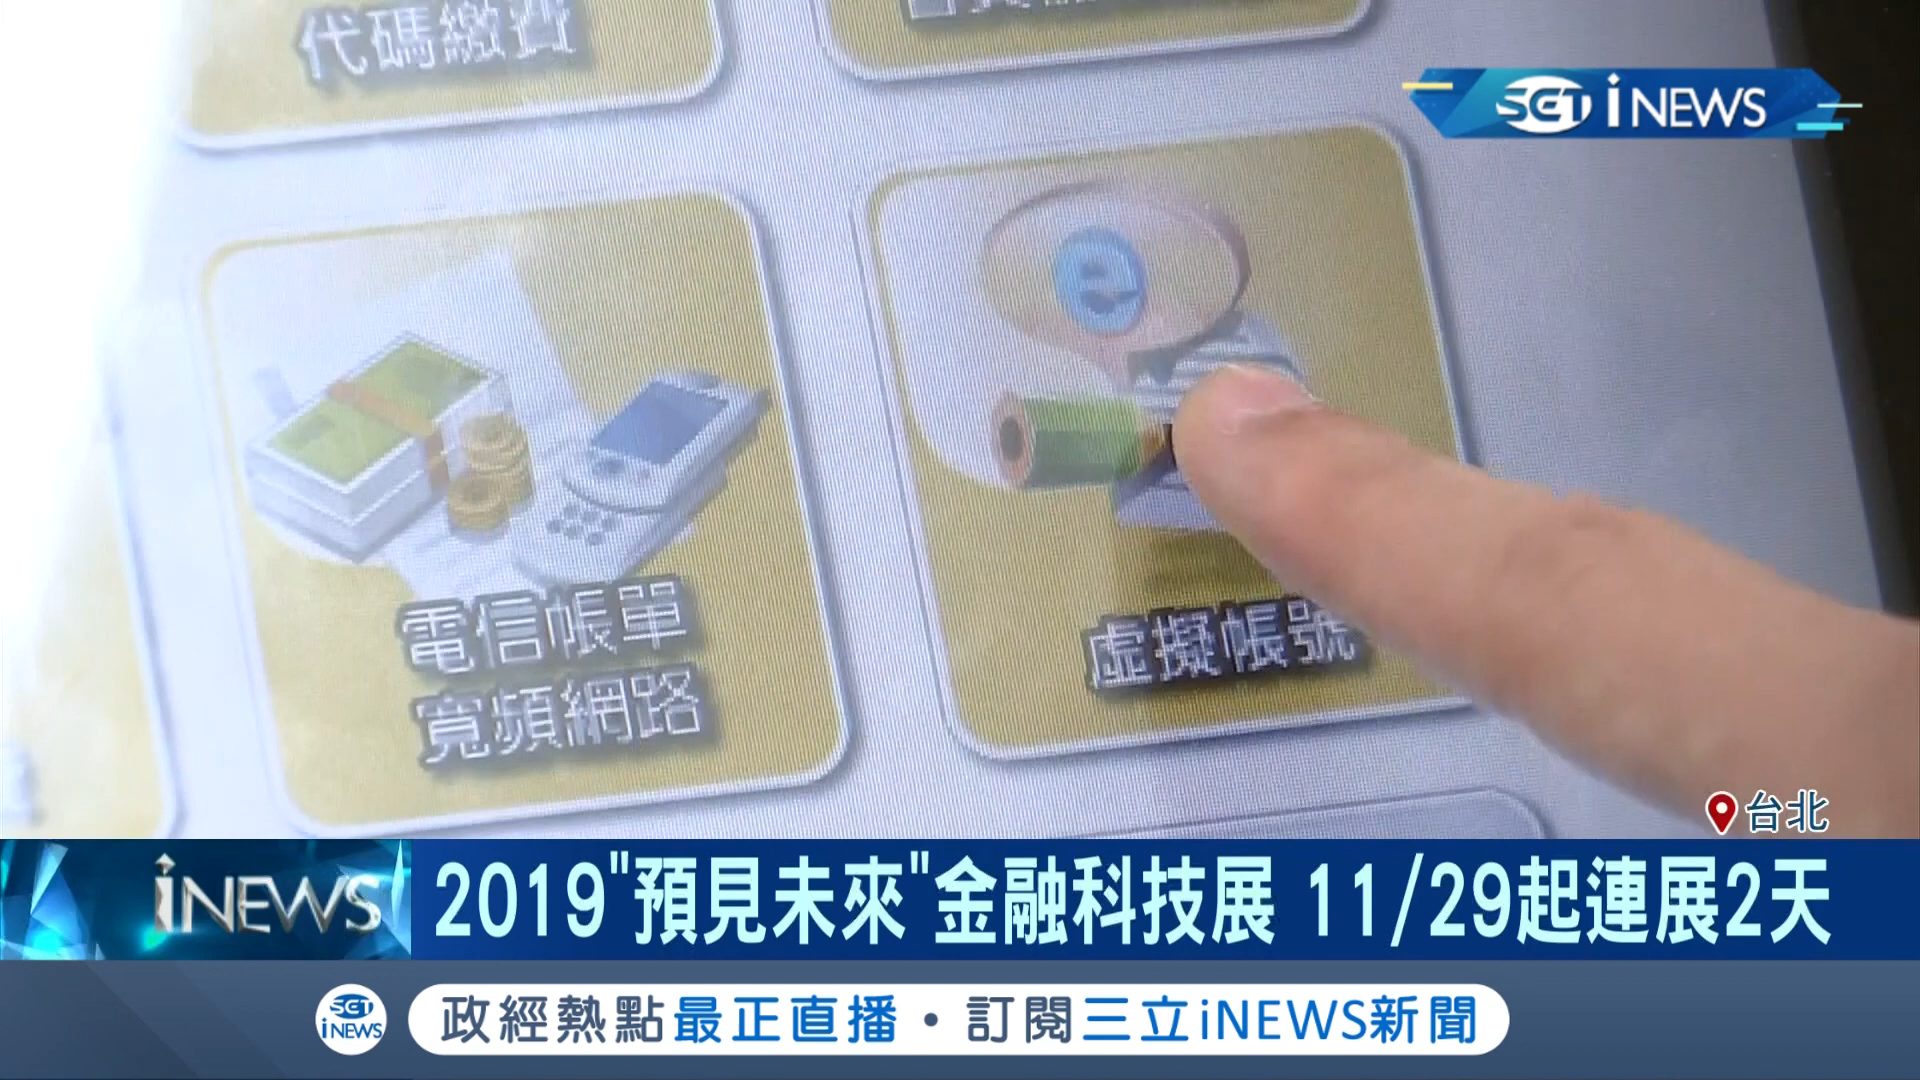 代碼繳費
SET iNEWS
e
電信帳單
寬頻網路
虛擬帳號
台北
iNEWS
2019"預見未來"金融科技展 11/29起連展2天
SET iNEWS
政經熱點最正直播・訂閱三立iNEWS新聞